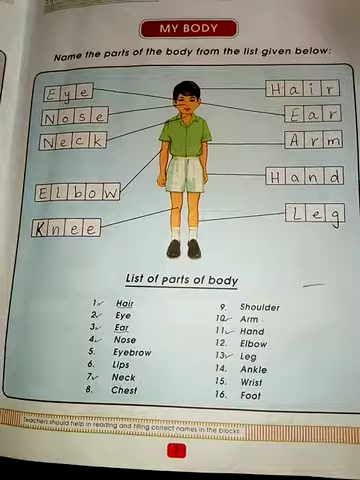 MY BODY
Name the parts of the body from the list given below:
Eye
Hair
Nose
Ear
Neck
Arm
Elbow
Hand
Knee
Leg
List of parts of body
1. Hair
2. Eye
3. Ear
4. Nose
5. Eyebrow
6. Lips
7. Neck
8. Chest
9. Shoulder
10. Arm
11. Hand
12. Elbow
13. Leg
14. Ankle
15. Wrist
16. Foot
Teachers should help in reading and filling correct names in the blocks.